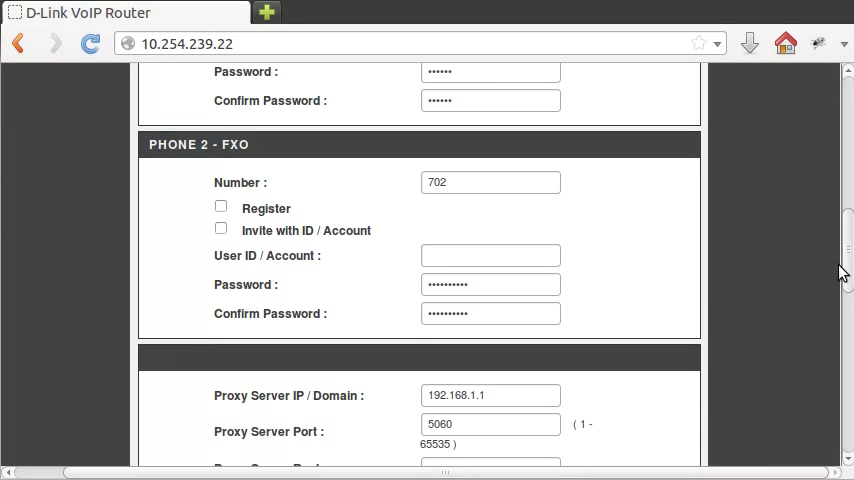 D-Link VoIP Router
10.254.239.22
Password : ••••••
Confirm Password : ••••••
PHONE 2 - FXO
Number : 702
Register
Invite with ID / Account
User ID / Account :
Password : ••••••••••
Confirm Password : ••••••••••
Proxy Server IP / Domain : 192.168.1.1
Proxy Server Port : 5060 ( 1 -
65535 )